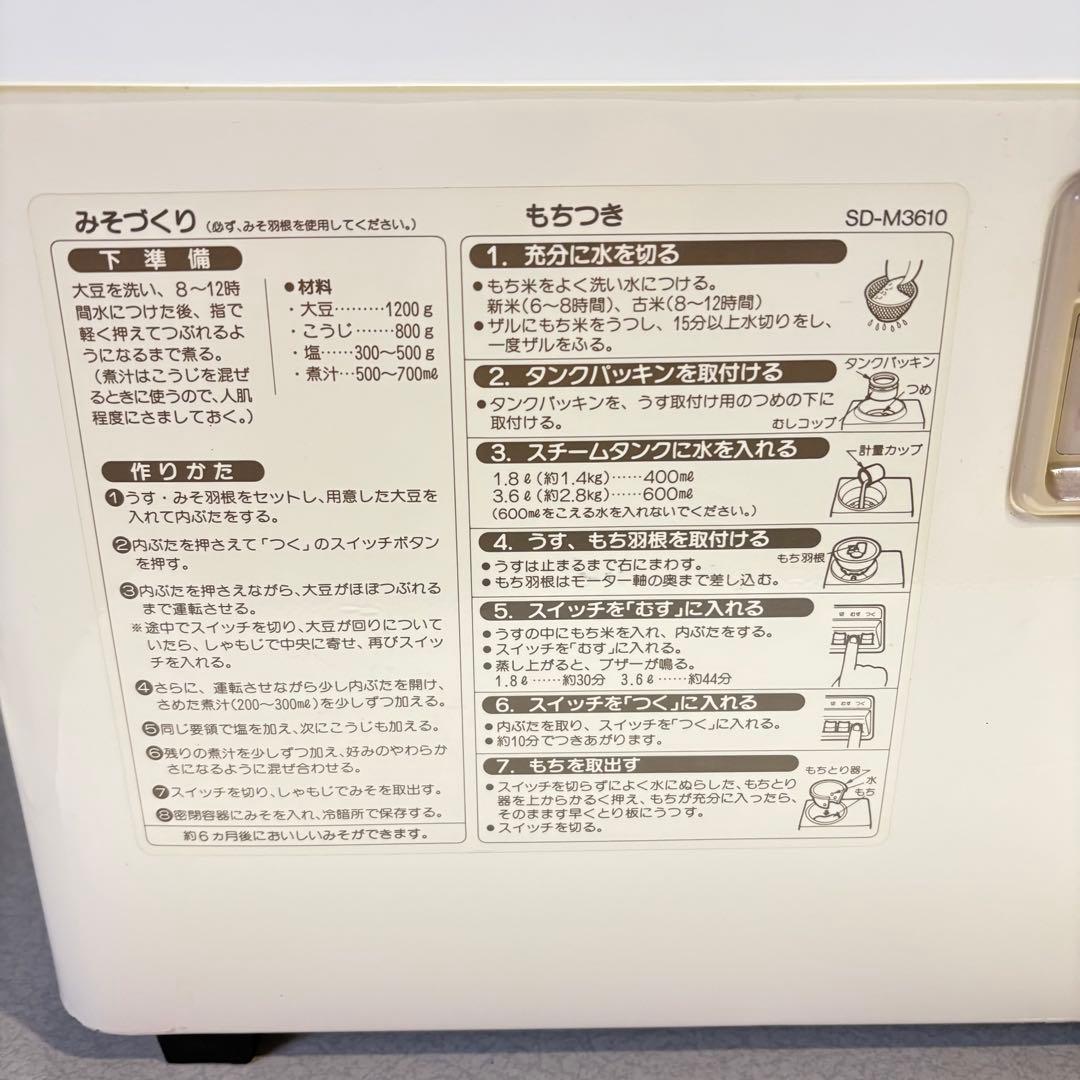 みそづくり(必ず、みそ羽根を使用してください。)
下準備
大豆を洗い、8〜12時
間水につけた後、指で
軽く押えてつぶれるよ
うになるまで煮る。
(煮汁はこうじを混ぜ
るときに使うので、人肌
程度にさましておく。)
●材料
・大豆………1200g
・こうじ……800g
・塩……300〜500g
・煮汁…500〜700㎖
作りかた
❶うす・みそ羽根をセットし、用意した大豆を
入れて内ぶたをする。
❷内ぶたを押さえて「つく」のスイッチボタン
を押す。
❸内ぶたを押さえながら、大豆がほぼつぶれる
まで運転させる。
※途中でスイッチを切り、大豆が回りについて
いたら、しゃもじで中央に寄せ、再びスイッ
チを入れる。
❹さらに、運転させながら少し内ぶたを開け、
さめた煮汁(200〜300㎖)を少しずつ加える。
❺同じ要領で塩を加え、次にこうじも加える。
❻残りの煮汁を少しずつ加え、好みのやわらか
さになるように混ぜ合わせる。
❼スイッチを切り、しゃもじでみそを取出す。
❽密閉容器にみそを入れ、冷暗所で保存する。
約6ヵ月後においしいみそができます。
もちつき
SD-M3610
1. 充分に水を切る
●もち米をよく洗い水につける。
新米(6〜8時間)、古米(8〜12時間)
●ザルにもち米をうつし、15分以上水切りをし、
一度ザルをふる。
2. タンクパッキンを取付ける
●タンクパッキンを、うす取付け用のつめの下に
取付ける。
タンクパッキン
つめ
むしコップ
3. スチームタンクに水を入れる
1.8ℓ(約1.4kg)……400㎖
3.6ℓ(約2.8kg)……600㎖
(600㎖をこえる水を入れないでください。)
計量カップ
4. うす、もち羽根を取付ける
●うすは止まるまで右にまわす。
●もち羽根はモーター軸の奥まで差し込む。
もち羽根
5. スイッチを「むす」に入れる
●うすの中にもち米を入れ、内ぶたをする。
●スイッチを「むす」に入れる。
●蒸し上がると、ブザーが鳴る。
1.8ℓ……約30分 3.6ℓ……約44分
切 むす つく
6. スイッチを「つく」に入れる
●内ぶたを取り、スイッチを「つく」に入れる。
●約10分でつきあがります。
切 むす つく
7. もちを取出す
●スイッチを切らずによく水にぬらした、もちとり
器を上からかるく押え、もちが充分に入ったら、
そのまます早くとり板にうつす。
●スイッチを切る。
もちとり器
水
もち